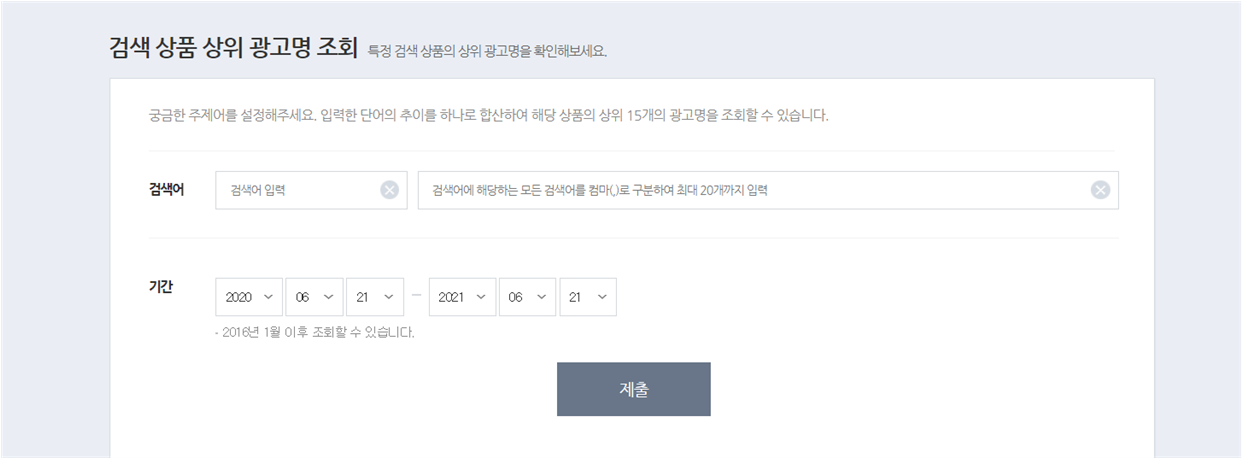 검색 상품 상위 광고명 조회 특정 검색 상품의 상위 광고명을 확인해보세요.
궁금한 주제어를 설정해주세요. 입력한 단어의 추이를 하나로 합산하여 해당 상품의 상위 15개의 광고명을 조회할 수 있습니다.
검색어 검색어 입력 검색어에 해당하는 모든 검색어를 컴마(,)로 구분하여 최대 20개까지 입력
기간 2020 06 21 - 2021 06 21
- 2016년 1월 이후 조회할 수 있습니다.
제출